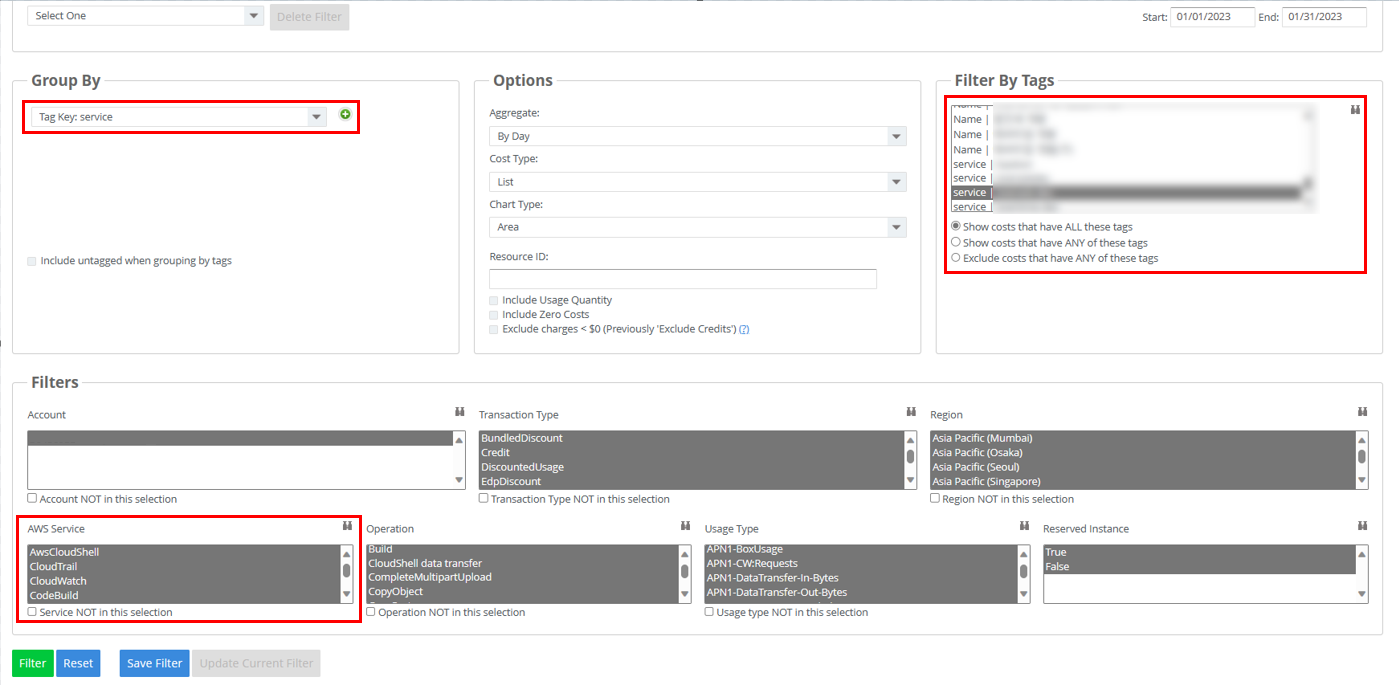 Select One
Delete Filter
Start: 01/01/2023 End: 01/31/2023
Group By
Tag Key: service
Include untagged when grouping by tags
Options
Aggregate:
By Day
Cost Type:
List
Chart Type:
Area
Resource ID:
Include Usage Quantity
Include Zero Costs
Exclude charges < $0 (Previously 'Exclude Credits') (?)
Filter By Tags
Name |
Name |
Name |
Name |
service |
service |
service |
service |
Show costs that have ALL these tags
Show costs that have ANY of these tags
Exclude costs that have ANY of these tags
Filters
Account
Account NOT in this selection
Transaction Type
BundledDiscount
Credit
DiscountedUsage
EdpDiscount
Transaction Type NOT in this selection
Region
Asia Pacific (Mumbai)
Asia Pacific (Osaka)
Asia Pacific (Seoul)
Asia Pacific (Singapore)
Region NOT in this selection
AWS Service
AwsCloudShell
CloudTrail
CloudWatch
CodeBuild
Service NOT in this selection
Operation
Build
CloudShell data transfer
CompleteMultipartUpload
CopyObject
Operation NOT in this selection
Usage Type
APN1-BoxUsage
APN1-CW:Requests
APN1-DataTransfer-In-Bytes
APN1-DataTransfer-Out-Bytes
Usage type NOT in this selection
Reserved Instance
True
False
Filter
Reset
Save Filter
Update Current Filter